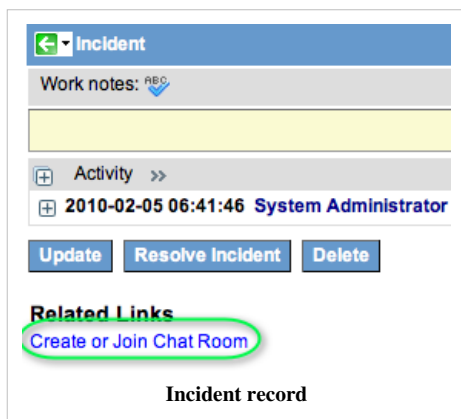 Incident
Work notes: ABC
Activity >>
2010-02-05 06:41:46 System Administrator
Update Resolve Incident Delete
Related Links
Create or Join Chat Room
Incident record